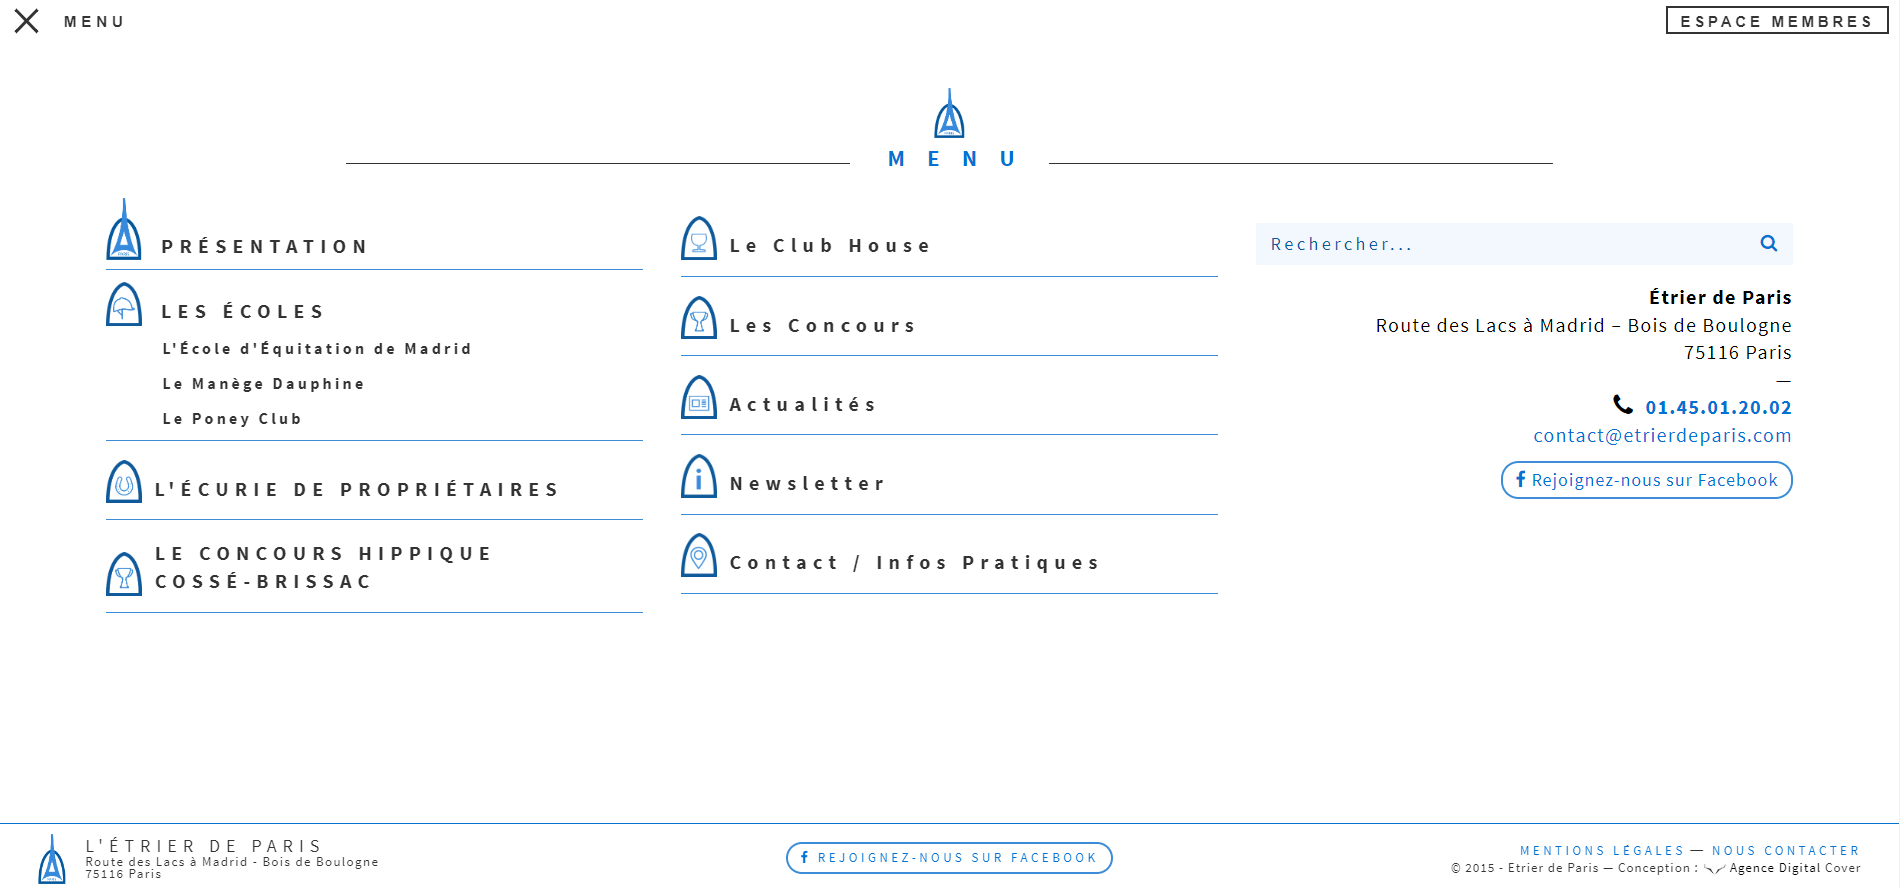 MENU
ESPACE MEMBRES
MENU
PRÉSENTATION
LES ÉCOLES
L'École d'Équitation de Madrid
Le Manège Dauphine
Le Poney Club
L'ÉCURIE DE PROPRIÉTAIRES
LE CONCOURS HIPPIQUE
COSSÉ-BRISSAC
Le Club House
Les Concours
Actualités
Newsletter
Contact / Infos Pratiques
Rechercher...
Étrier de Paris
Route des Lacs à Madrid – Bois de Boulogne
75116 Paris
—
01.45.01.20.02
contact@etrierdeparis.com
Rejoignez-nous sur Facebook
L'ÉTRIER DE PARIS
Route des Lacs à Madrid - Bois de Boulogne
75116 Paris
REJOIGNEZ-NOUS SUR FACEBOOK
MENTIONS LÉGALES — NOUS CONTACTER
© 2015 - Etrier de Paris — Conception : Agence Digital Cover